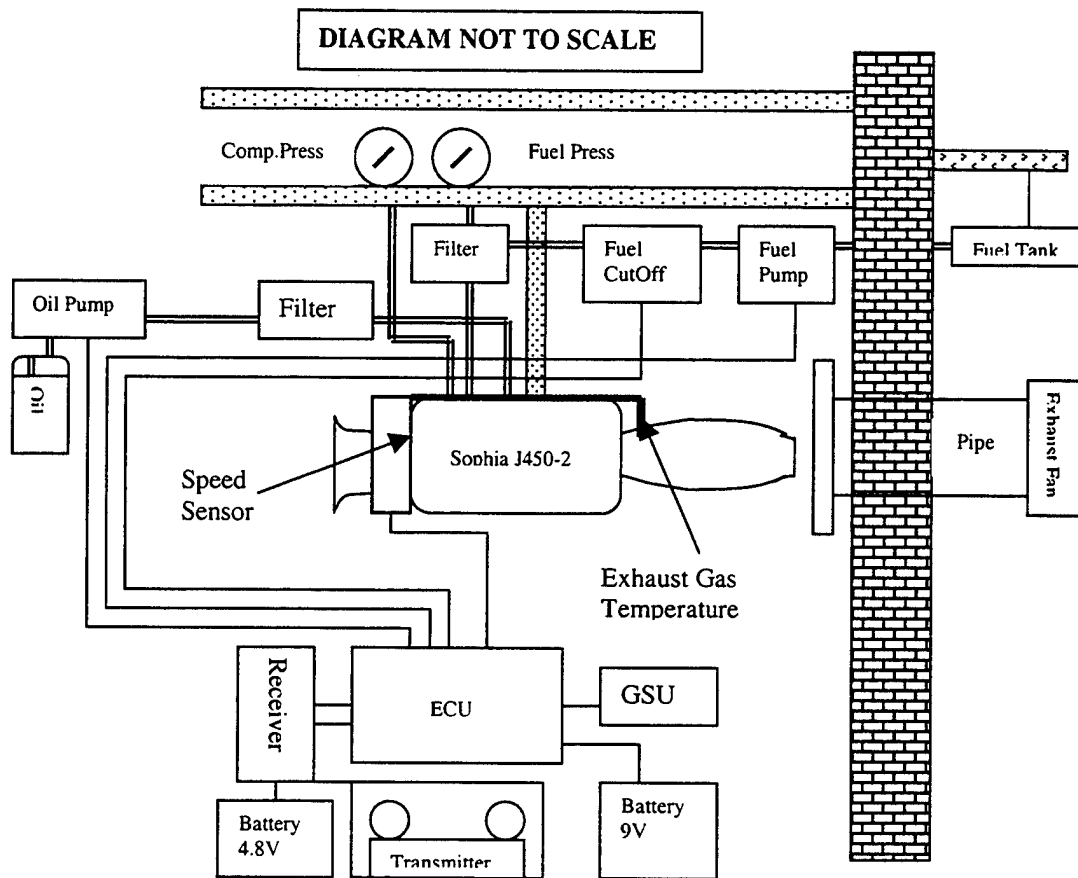 DIAGRAM NOT TO SCALE
Comp.Press
Fuel Press
Filter
Fuel
CutOff
Fuel
Pump
Fuel Tank
Oil Pump
Filter
Oil
Sophia J450-2
Speed
Sensor
Pipe
Exhaust Fan
Exhaust Gas
Temperature
Receiver
ECU
GSU
Battery
4.8V
Transmitter
Battery
9V